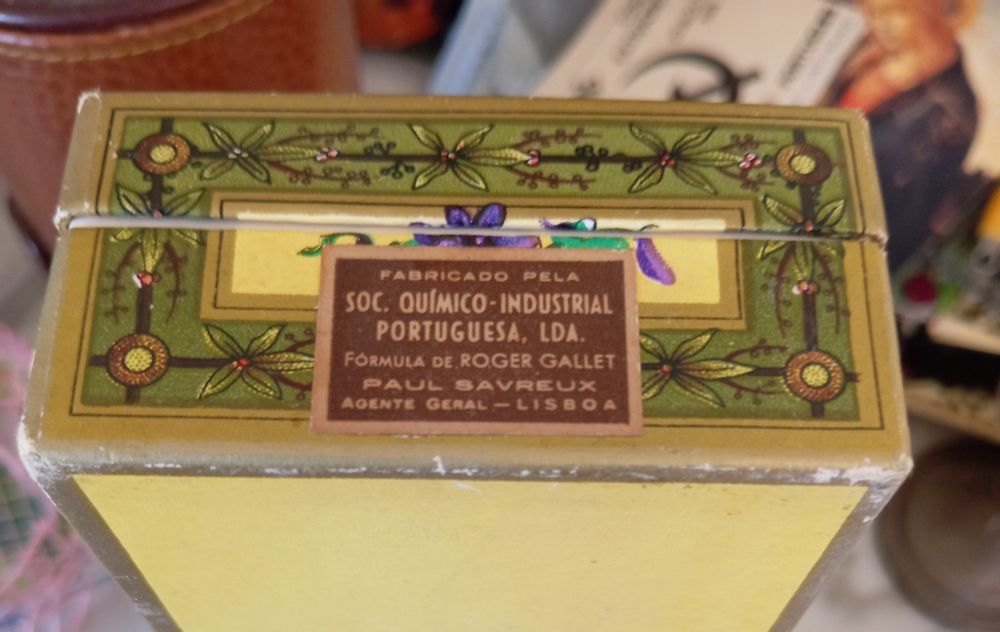 FABRICADO PELA
SOC. QUÍMICO-INDUSTRIAL
PORTUGUESA, LDA.
FÓRMULA DE ROGER GALLET
PAUL SAVREUX
AGENTE GERAL — LISBOA